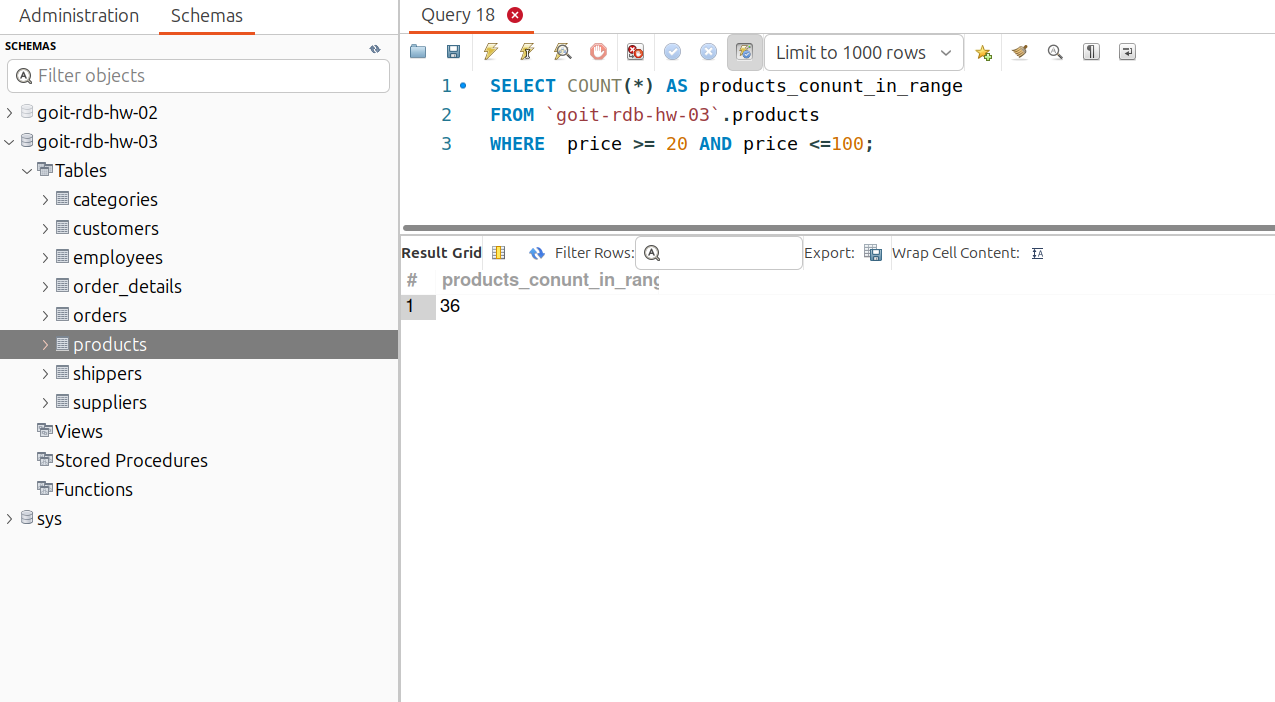 Administration Schemas
SCHEMAS
Filter objects
goit-rdb-hw-02
goit-rdb-hw-03
Tables
categories
customers
employees
order_details
orders
products
shippers
suppliers
Views
Stored Procedures
Functions
sys
Query 18
Limit to 1000 rows
1 SELECT COUNT(*) AS products_conunt_in_range
2 FROM `goit-rdb-hw-03`.products
3 WHERE  price >= 20 AND price <=100;
Result Grid Filter Rows: Export: Wrap Cell Content:
# products_conunt_in_rang
1 36